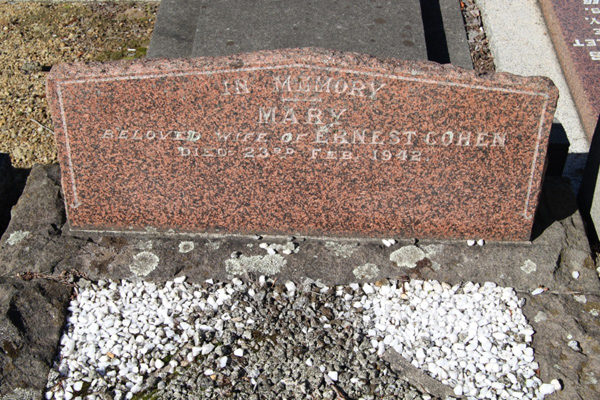 IN MEMORY
MARY
BELOVED WIFE OF ERNEST COHEN
DIED 23RD FEB. 1942.